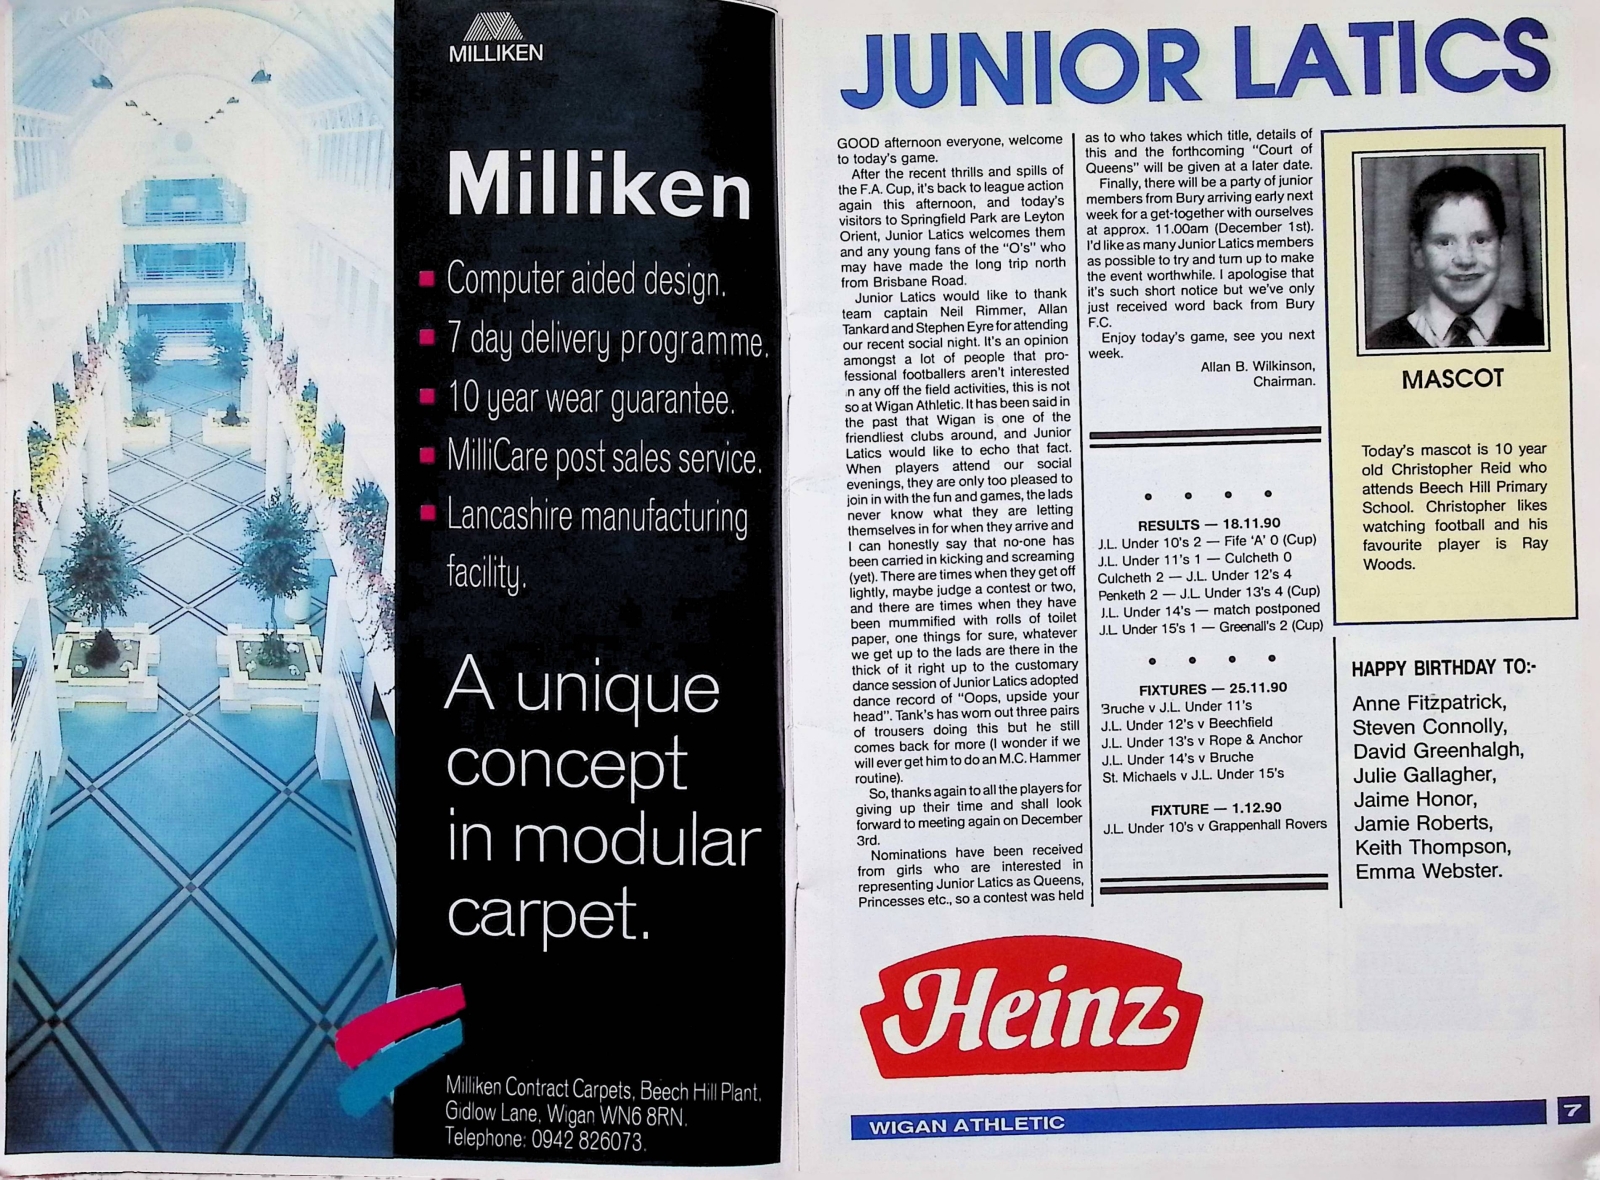 MILLIKEN
Milliken
Computer aided design.
7 day delivery programme.
10 year wear guarantee.
MilliCare post sales service.
Lancashire manufacturing
facility.
A unique
concept
in modular
carpet.
Milliken Contract Carpets, Beech Hill Plant,
Gidlow Lane, Wigan WN6 8RN.
Telephone: 0942 826073.
JUNIOR LATICS
GOOD afternoon everyone, welcome
to today's game.
After the recent thrills and spills of
the F.A. Cup, it's back to league action
again this afternoon, and today's
visitors to Springfield Park are Leyton
Orient, Junior Latics welcomes them
and any young fans of the "O's" who
may have made the long trip north
from Brisbane Road.
Junior Latics would like to thank
team captain Neil Rimmer, Allan
Tankard and Stephen Eyre for attending
our recent social night. It's an opinion
amongst a lot of people that pro-
fessional footballers aren't interested
in any off the field activities, this is not
so at Wigan Athletic. It has been said in
the past that Wigan is one of the
friendliest clubs around, and Junior
Latics would like to echo that fact.
When players attend our social
evenings, they are only too pleased to
join in with the fun and games, the lads
never know what they are letting
themselves in for when they arrive and
I can honestly say that no-one has
been carried in kicking and screaming
(yet). There are times when they get off
lightly, maybe judge a contest or two,
and there are times when they have
been mummified with rolls of toilet
paper, one things for sure, whatever
we get up to the lads are there in the
thick of it right up to the customary
dance session of Junior Latics adopted
dance record of "Oops, upside your
head". Tank's has worn out three pairs
of trousers doing this but he still
comes back for more (I wonder if we
will ever get him to do an M.C. Hammer
routine).
So, thanks again to all the players for
giving up their time and shall look
forward to meeting again on December
3rd.
Nominations have been received
from girls who are interested in
representing Junior Latics as Queens,
Princesses etc., so a contest was held
as to who takes which title, details of
this and the forthcoming "Court of
Queens" will be given at a later date.
Finally, there will be a party of junior
members from Bury arriving early next
week for a get-together with ourselves
at approx. 11.00am (December 1st).
I'd like as many Junior Latics members
as possible to try and turn up to make
the event worthwhile. I apologise that
it's such short notice but we've only
just received word back from Bury
F.C.
Enjoy today's game, see you next
week.
Allan B. Wilkinson,
Chairman.
RESULTS — 18.11.90
J.L. Under 10's 2 — Fife 'A' 0 (Cup)
J.L. Under 11's 1 — Culcheth 0
Culcheth 2 — J.L. Under 12's 4
Penketh 2 — J.L. Under 13's 4 (Cup)
J.L. Under 14's — match postponed
J.L. Under 15's 1 — Greenall's 2 (Cup)
FIXTURES — 25.11.90
Bruche v J.L. Under 11's
J.L. Under 12's v Beechfield
J.L. Under 13's v Rope & Anchor
J.L. Under 14's v Bruche
St. Michaels v J.L. Under 15's
FIXTURE — 1.12.90
J.L. Under 10's v Grappenhall Rovers
MASCOT
Today's mascot is 10 year
old Christopher Reid who
attends Beech Hill Primary
School. Christopher likes
watching football and his
favourite player is Ray
Woods.
HAPPY BIRTHDAY TO:-
Anne Fitzpatrick,
Steven Connolly,
David Greenhalgh,
Julie Gallagher,
Jaime Honor,
Jamie Roberts,
Keith Thompson,
Emma Webster.
Heinz
WIGAN ATHLETIC
7